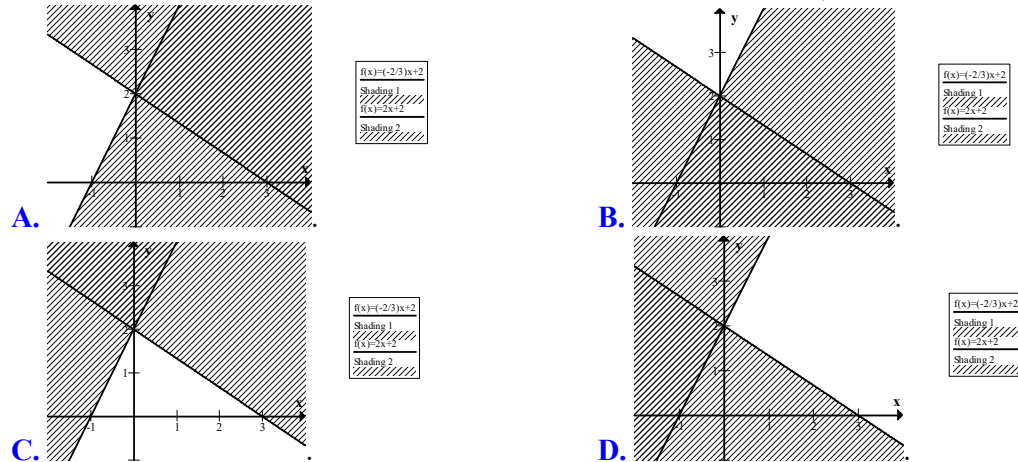 y
3
2
1
-1
1
2
3
x
f(x)=(-2/3)x+2
Shading 1
f(x)=2x+2
Shading 2
A.
.
y
3
2
1
-1
1
2
3
x
f(x)=(-2/3)x+2
Shading 1
f(x)=2x+2
Shading 2
B.
.
y
3
2
1
-1
1
2
3
x
f(x)=(-2/3)x+2
Shading 1
f(x)=2x+2
Shading 2
C.
.
y
3
2
1
-1
1
2
3
x
f(x)=(-2/3)x+2
Shading 1
f(x)=2x+2
Shading 2
D.
.